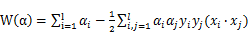 W(α) = ∑ᵢ₌₁ˡ αᵢ − ½∑ᵢ,ⱼ₌₁ˡ αᵢαⱼyᵢyⱼ(xᵢ · xⱼ)